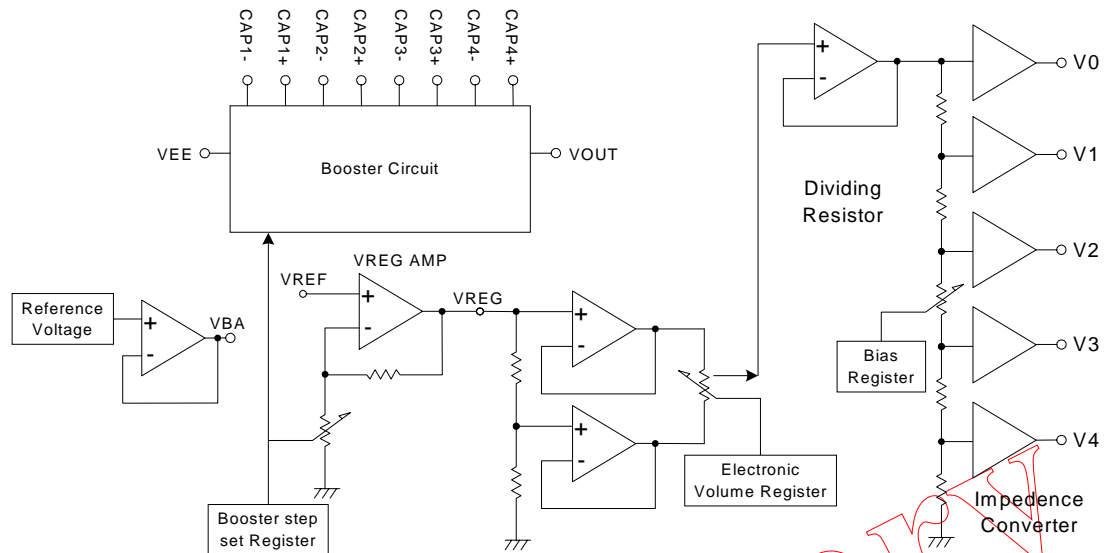 CAP1-
CAP1+
CAP2-
CAP2+
CAP3-
CAP3+
CAP4-
CAP4+
VEE
Booster Circuit
VOUT
+
-
V0
V1
V2
V3
V4
Dividing
Resistor
VREG AMP
VREF
+
-
VREG
Reference
Voltage
+
-
VBA
+
-
+
-
Bias
Register
Electronic
Volume Register
Booster step
set Register
Impedence
Converter